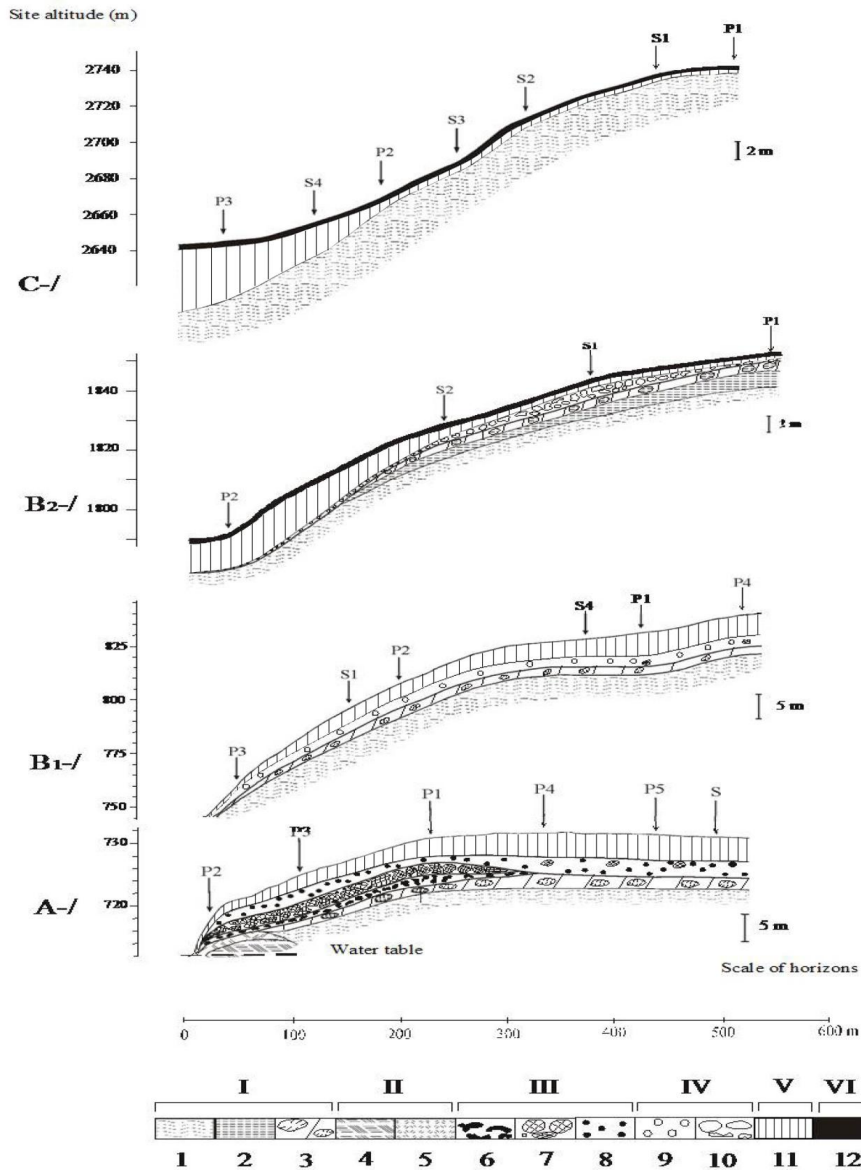 Site altitude (m)
S1 P1
2740
S2
2720
S3
2700
P2
2 m
2680
S4
P3
2660
2640
C-/
P1
S1
1840
S2
1820
P2
B2-/ 1800
P4
S4 P1
825
P2
S1
800
5 m
P3
775
B1-/
750
P1 P4 P5 S
730
P3
P2
A-/ 720
5 m
Water table
Scale of horizons
0 100 200 300 400 500 600 m
I II III IV V VI
1 2 3 4 5 6 7 8 9 10 11 12